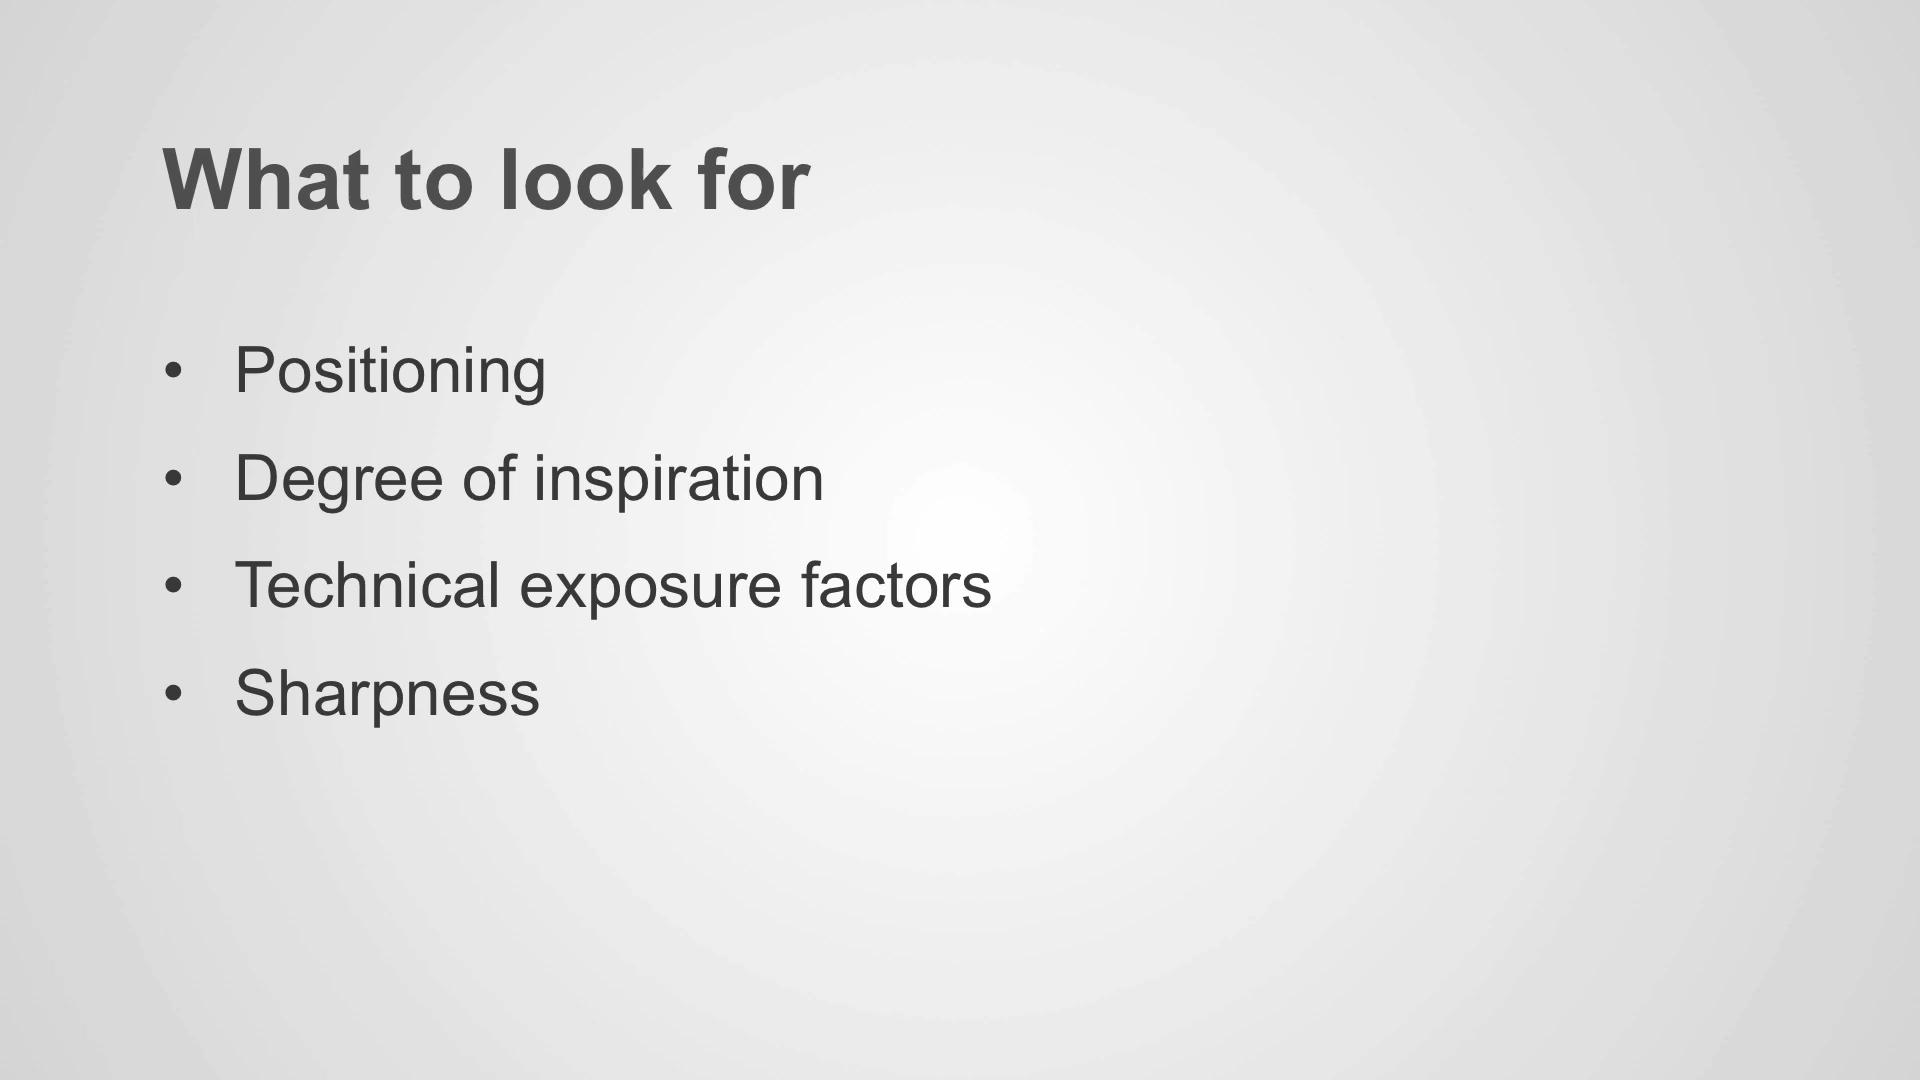 What to look for
• Positioning
• Degree of inspiration
• Technical exposure factors
• Sharpness